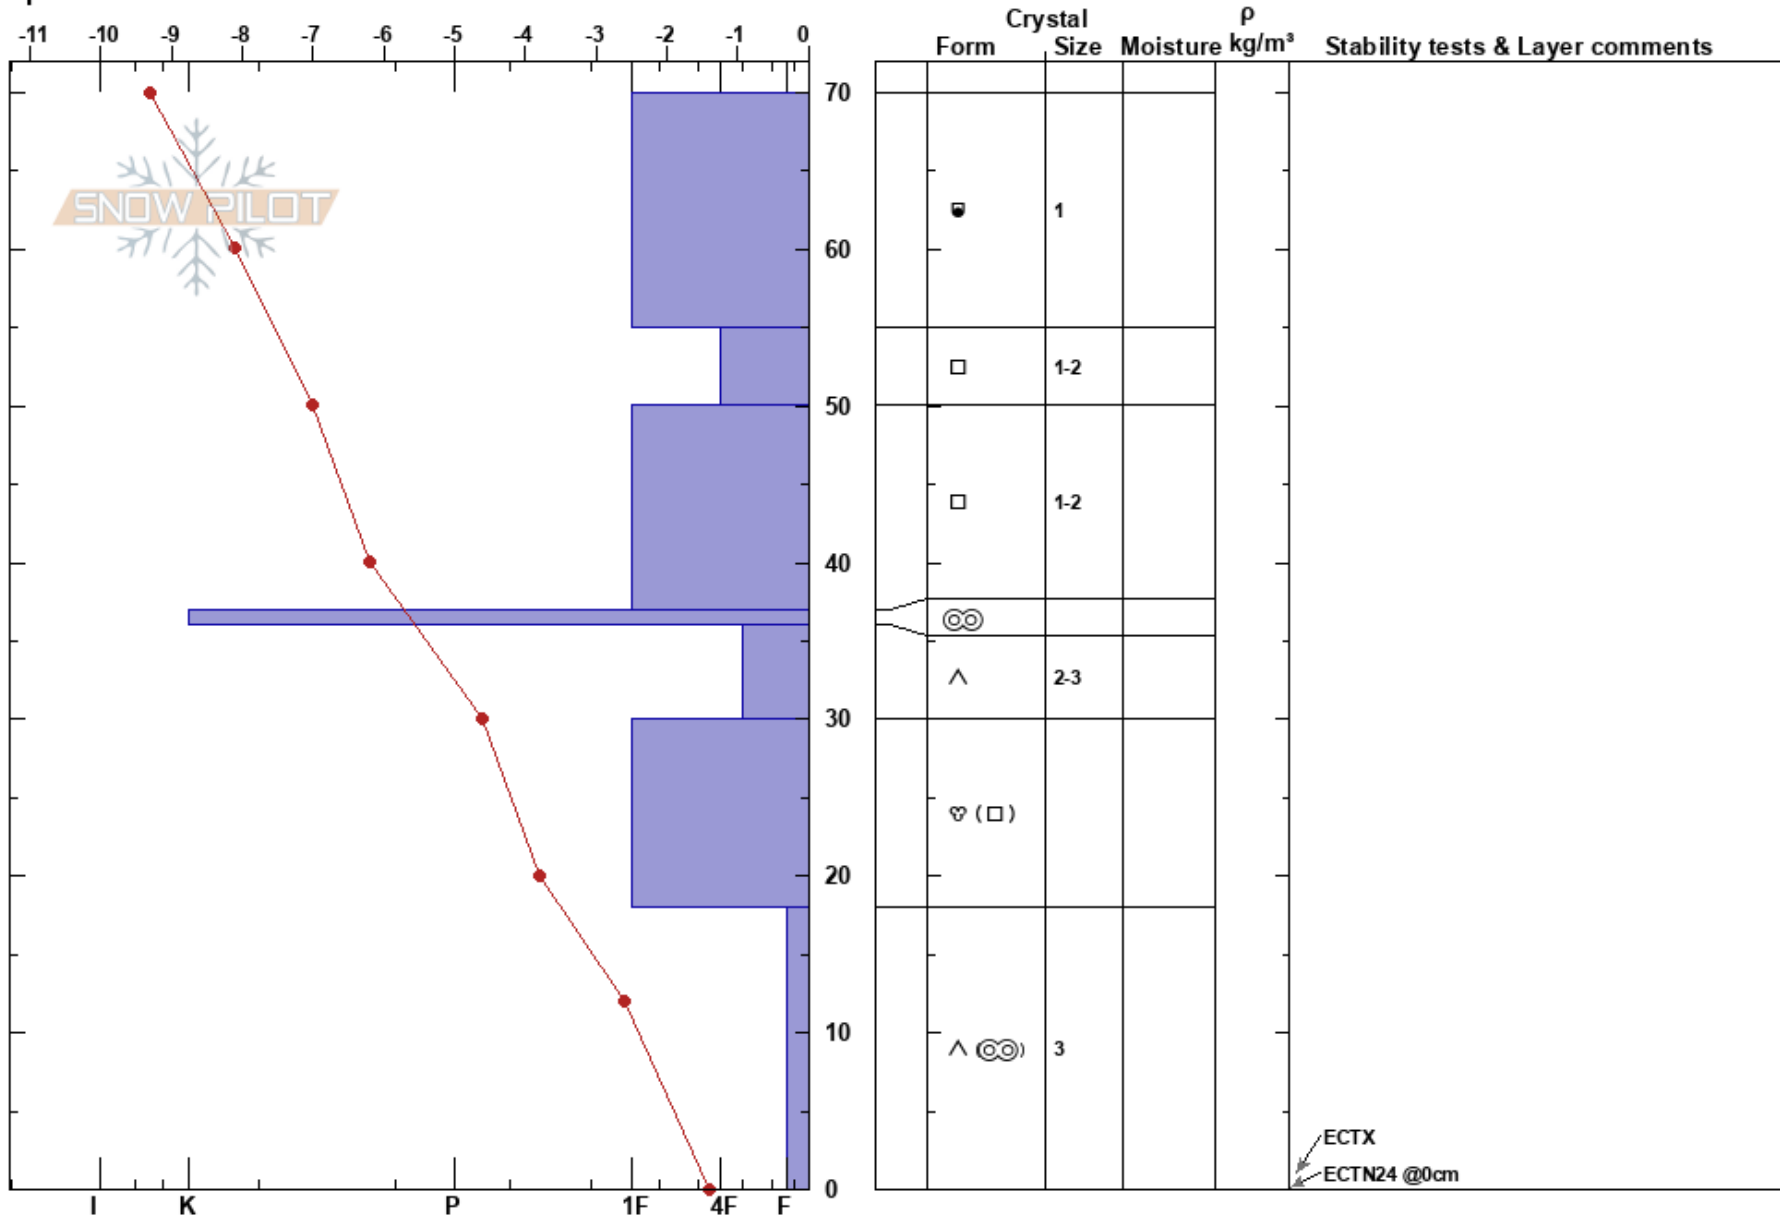 Crystal ρ
-11 -10 -9 -8 -7 -6 -5 -4 -3 -2 -1 0 Form Size Moisture kg/m³ Stability tests & Layer comments
70
SNOW PILOT
1
60
1-2
50
1-2
40
2-3
30
( )
20
10
( ) 3
ECTX
ECTN24 @0cm
0
I K P 1F 4F F